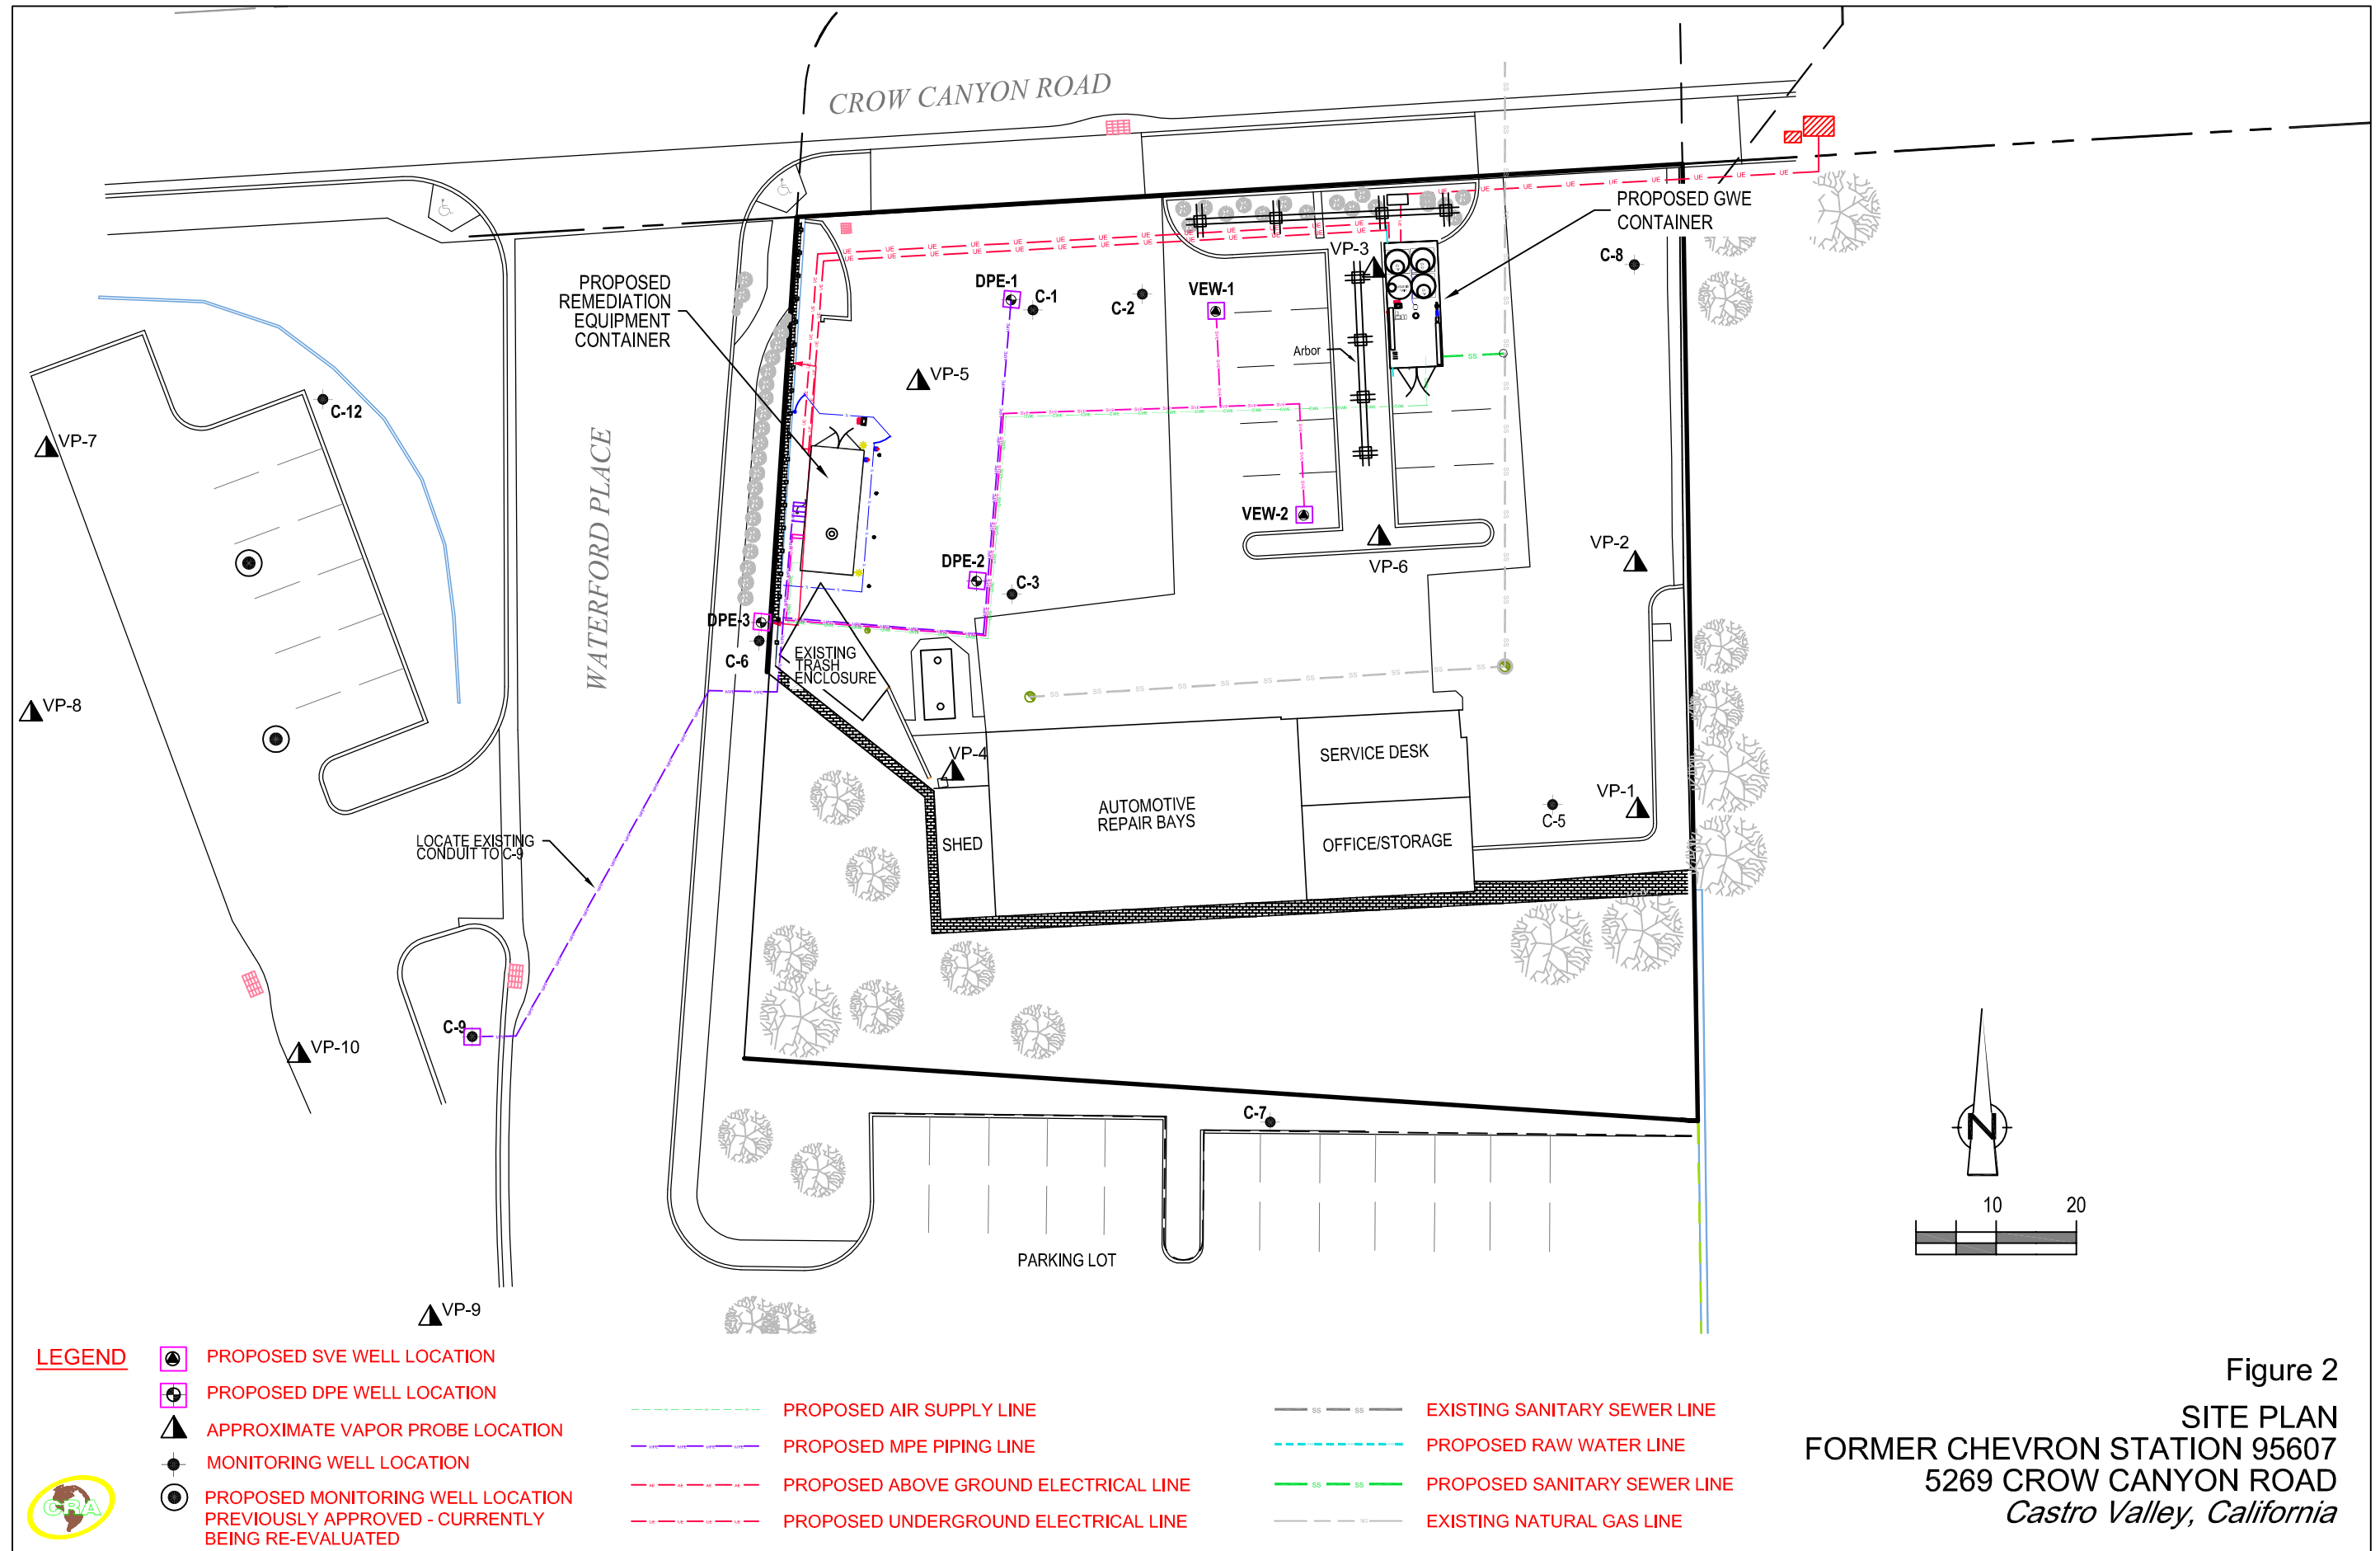 CROW CANYON ROAD
PROPOSED GWE
CONTAINER
C-8
VP-3
PROPOSED
REMEDIATION
EQUIPMENT
CONTAINER
DPE-1
C-1
C-2
VEW-1
Arbor
VP-5
C-12
VP-7
WATERFORD PLACE
VEW-2
VP-2
VP-6
DPE-2
C-3
DPE-3
C-6
EXISTING
TRASH
ENCLOSURE
VP-8
VP-4
SERVICE DESK
AUTOMOTIVE
REPAIR BAYS
VP-1
C-5
SHED
OFFICE/STORAGE
LOCATE EXISTING
CONDUIT TO C-9
C-9
VP-10
C-7
N
10 20
PARKING LOT
VP-9
LEGEND
PROPOSED SVE WELL LOCATION
PROPOSED DPE WELL LOCATION
APPROXIMATE VAPOR PROBE LOCATION
MONITORING WELL LOCATION
PROPOSED MONITORING WELL LOCATION
PREVIOUSLY APPROVED - CURRENTLY
BEING RE-EVALUATED
CRA
PROPOSED AIR SUPPLY LINE
PROPOSED MPE PIPING LINE
PROPOSED ABOVE GROUND ELECTRICAL LINE
PROPOSED UNDERGROUND ELECTRICAL LINE
SS SS EXISTING SANITARY SEWER LINE
PROPOSED RAW WATER LINE
SS SS PROPOSED SANITARY SEWER LINE
EXISTING NATURAL GAS LINE
Figure 2
SITE PLAN
FORMER CHEVRON STATION 95607
5269 CROW CANYON ROAD
Castro Valley, California